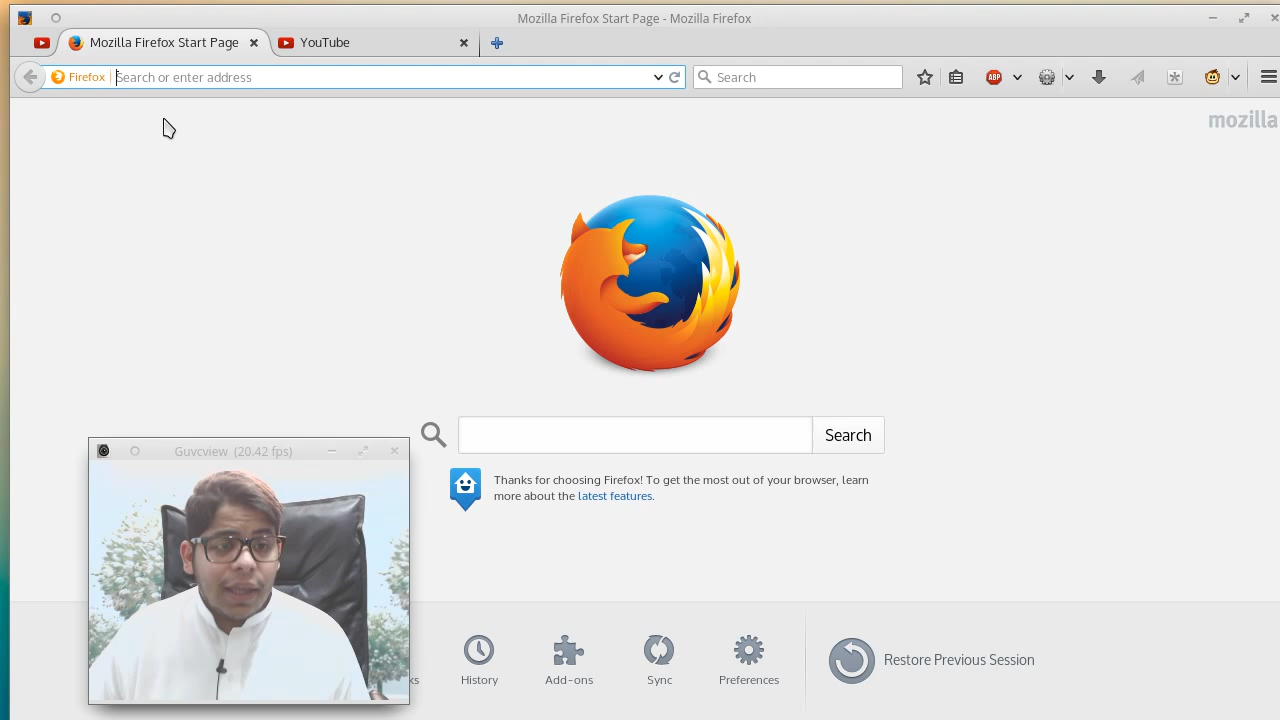 Mozilla Firefox Start Page - Mozilla Firefox
Mozilla Firefox Start Page
YouTube
Firefox
Search or enter address
Search
ABP
mozilla
Search
Thanks for choosing Firefox! To get the most out of your browser, learn
more about the latest features.
Guvcview (20.42 fps)
ks
History
Add-ons
Sync
Preferences
Restore Previous Session